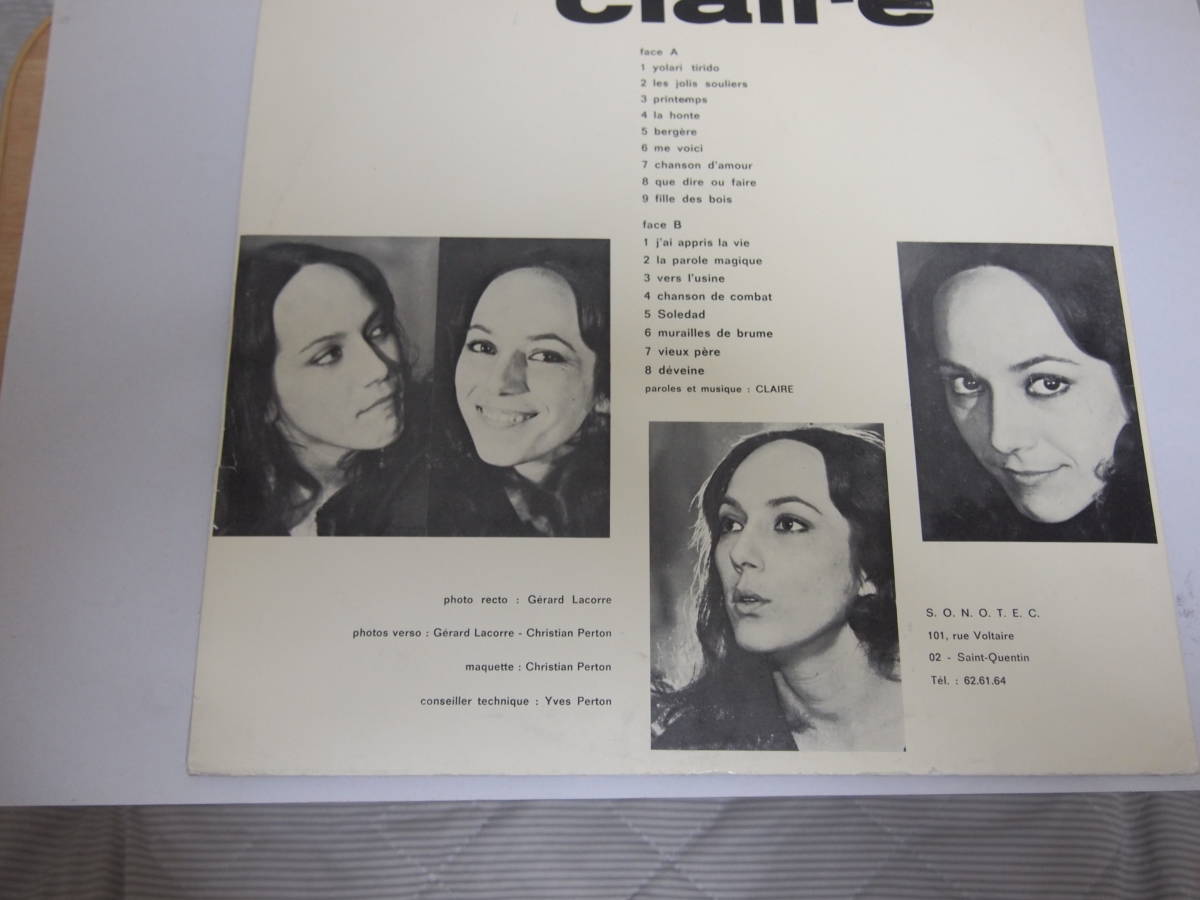 claire
face A
1 yolari tirido
2 les jolis souliers
3 printemps
4 la honte
5 bergère
6 me voici
7 chanson d'amour
8 que dire ou faire
9 fille des bois
face B
1 j'ai appris la vie
2 la parole magique
3 vers l'usine
4 chanson de combat
5 Soledad
6 murailles de brume
7 vieux père
8 déveine
paroles et musique : CLAIRE
photo recto : Gérard Lacorre
photos verso : Gérard Lacorre - Christian Perton
maquette : Christian Perton
conseiller technique : Yves Perton
S. O. N. O. T. E. C.
101, rue Voltaire
02 - Saint-Quentin
Tél. : 62.61.64